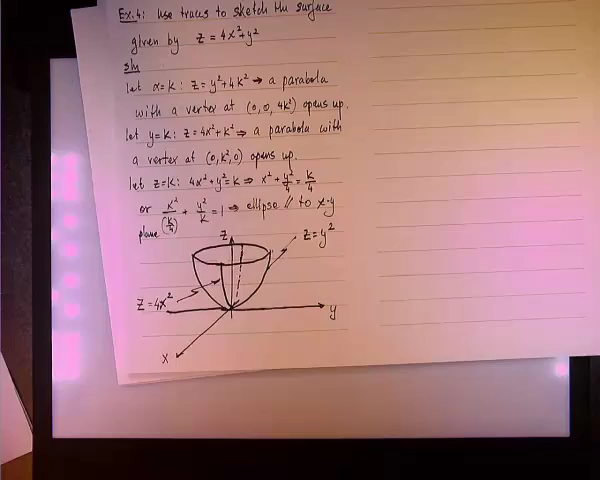 Ex. 4: Use traces to sketch the surface
given by z = 4x²+y²
Sln
let x=k: z = y²+4k² → a parabola
with a vertex at (0, 0, 4k²) opens up.
let y=k: z = 4x²+k² ⇒ a parabola with
a vertex at (0, k², 0) opens up.
let z=k: 4x²+y²=k ⇒ x²+y²/4 = k/4
or x²/(k/4) + y²/k = 1 ⇒ ellipse // to x-y
plane
z
z=y²
z=4x²
y
x